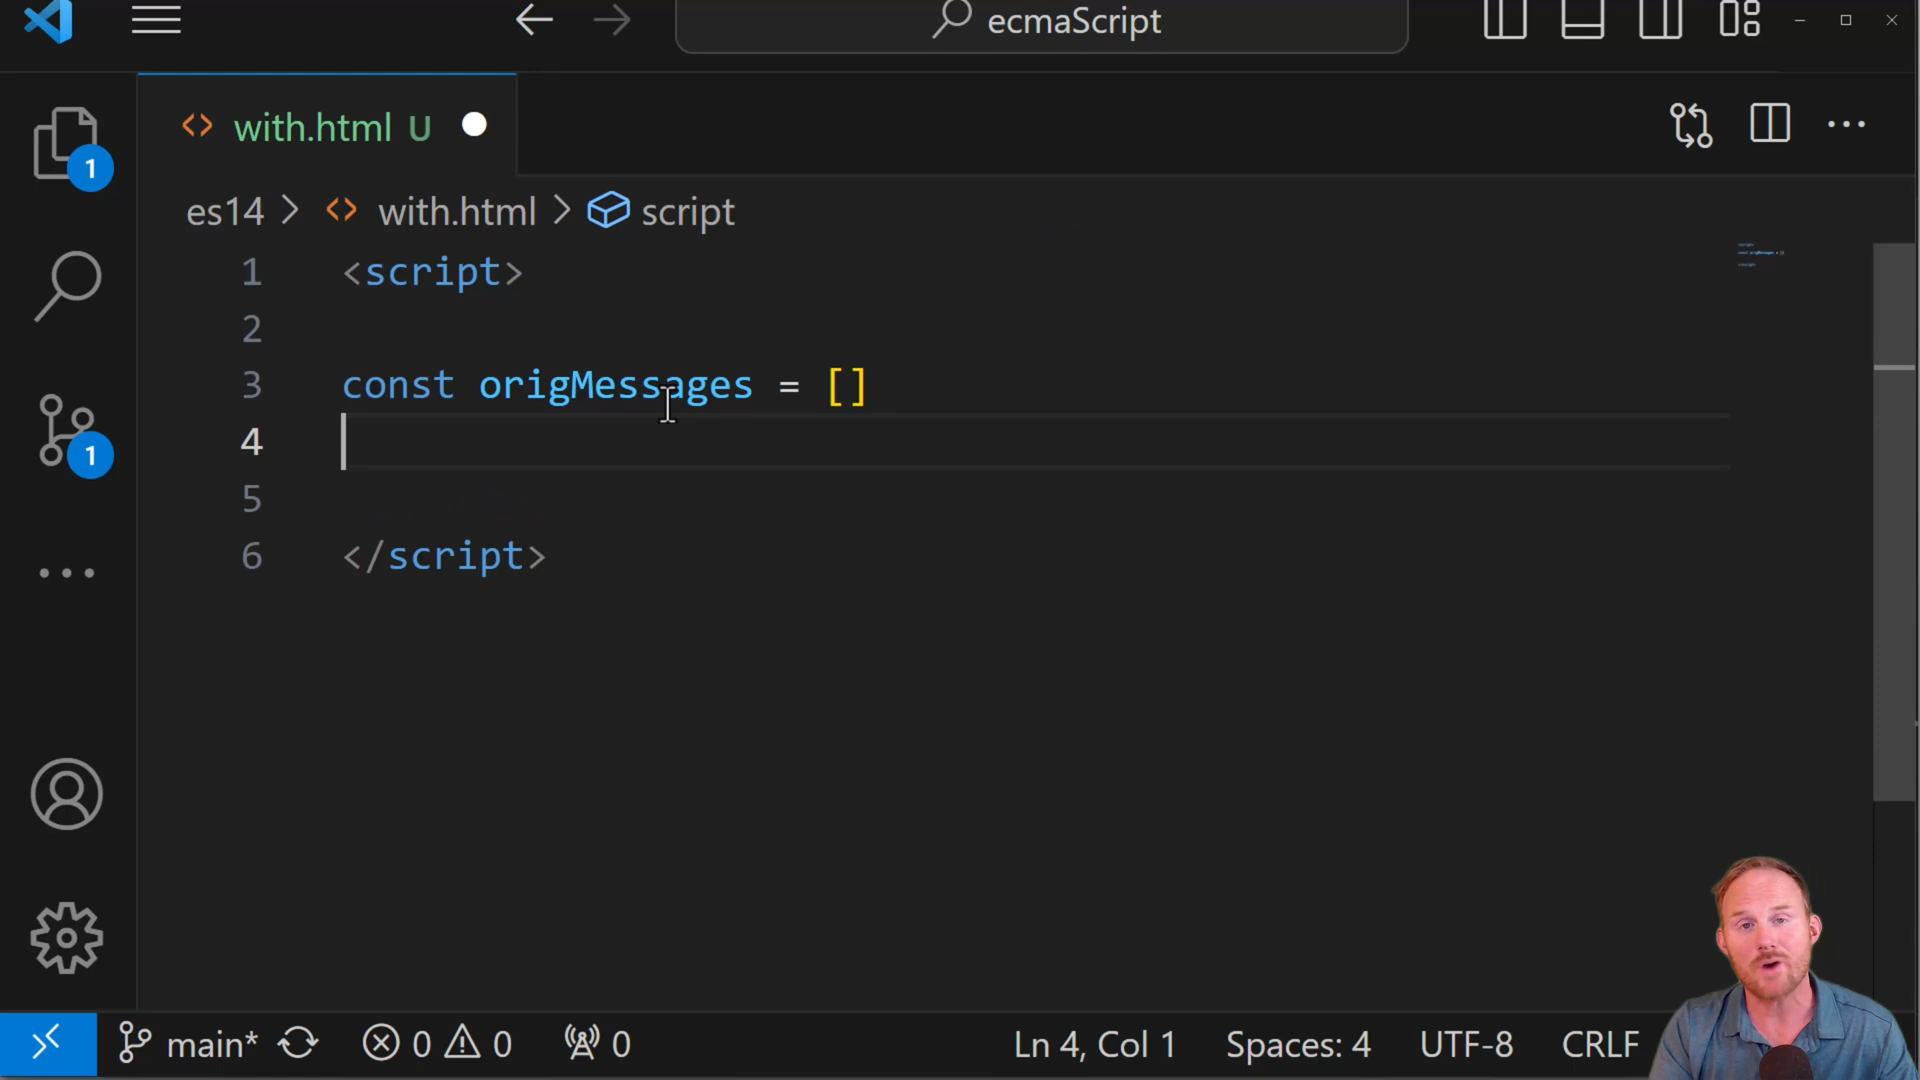 ecmaScript
with.html U
1
es14 > <> with.html > script
1 <script>
2
3 const origMessages = []
4
5
6 </script>
1
main* 0 0 0 Ln 4, Col 1 Spaces: 4 UTF-8 CRLF